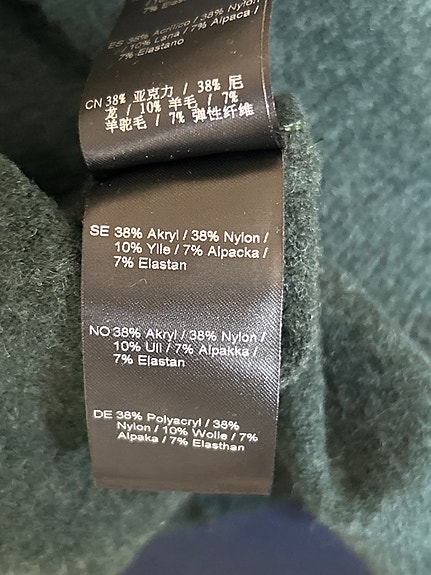 7% Elast
ES 38% Acrílico / 38% Nylon
/ 10% Lana / 7% Alpaca /
7% Elastano
CN 38% 亚克力 / 38% 尼
龙 / 10% 羊毛 / 7%
羊驼毛 / 7% 弹性纤维
SE 38% Akryl / 38% Nylon /
10% Ylle / 7% Alpacka /
7% Elastan
NO 38% Akryl / 38% Nylon /
10% Ull / 7% Alpakka /
7% Elastan
DE 38% Polyacryl / 38%
Nylon / 10% Wolle / 7%
Alpaka / 7% Elasthan